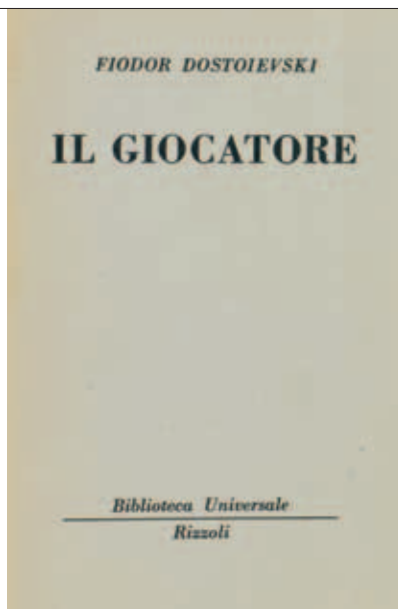 FIODOR DOSTOIEVSKI
IL GIOCATORE
Biblioteca Universale
Rizzoli